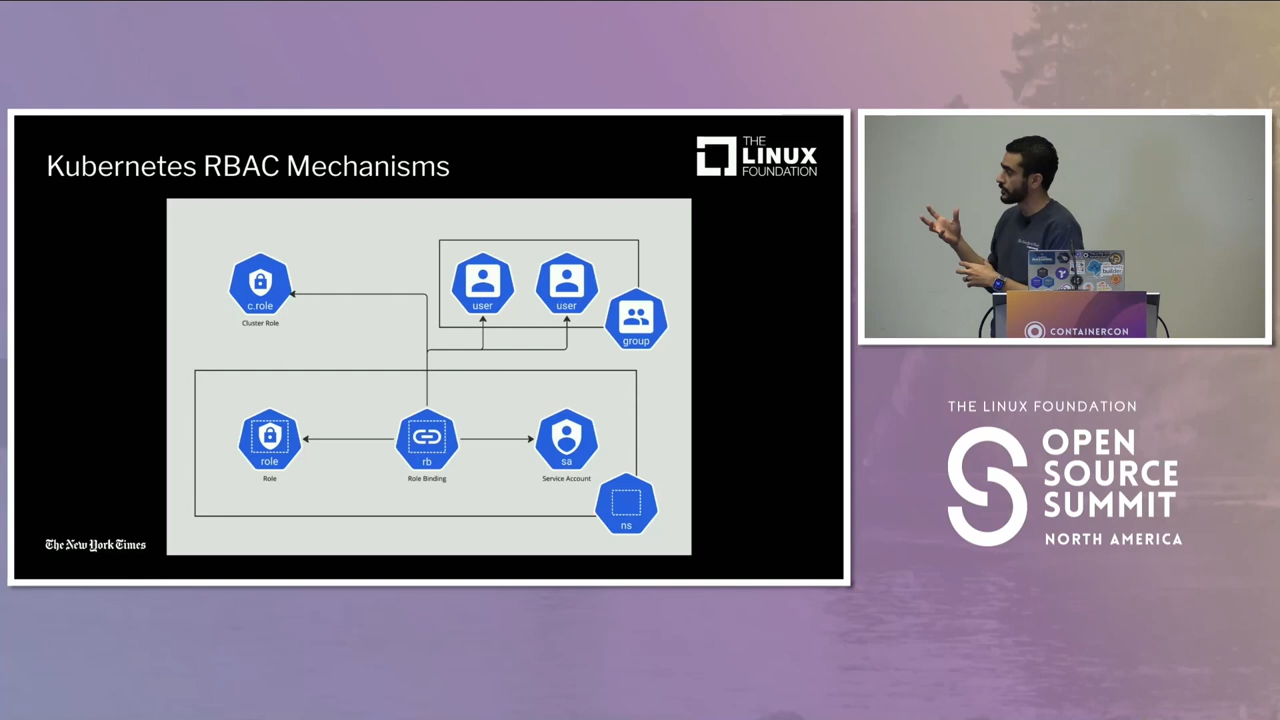 Kubernetes RBAC Mechanisms
THE
LINUX
FOUNDATION
c.role
Cluster Role
user
user
group
role
Role
rb
Role Binding
sa
Service Account
ns
The New York Times
CONTAINERCON
THE LINUX FOUNDATION
OPEN
SOURCE
SUMMIT
NORTH AMERICA